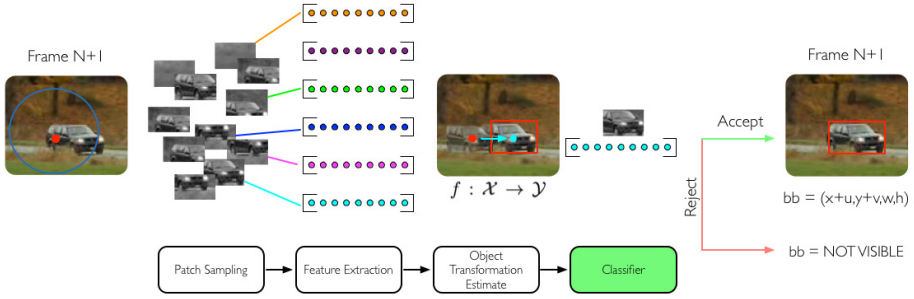 Frame N+1
f : X → Y
Accept
Reject
Frame N+1
bb = (x+u,y+v,w,h)
bb = NOT VISIBLE
Patch Sampling
Feature Extraction
Object
Transformation
Estimate
Classifier